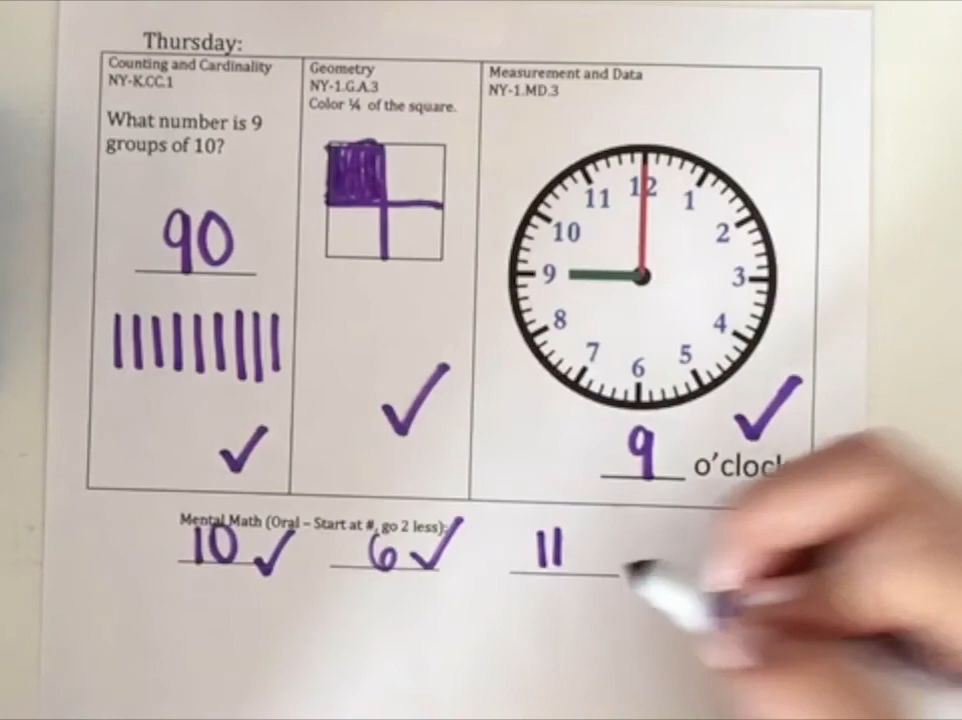 Thursday:
Counting and Cardinality
NY-K.CC.1
What number is 9
groups of 10?
90
Geometry
NY-1.G.A.3
Color ¼ of the square.
Measurement and Data
NY-1.MD.3
12
11
1
10
2
9
3
8
4
7
5
6
9 o'cloc
Mental Math (Oral – Start at #, go 2 less):
10 6 11